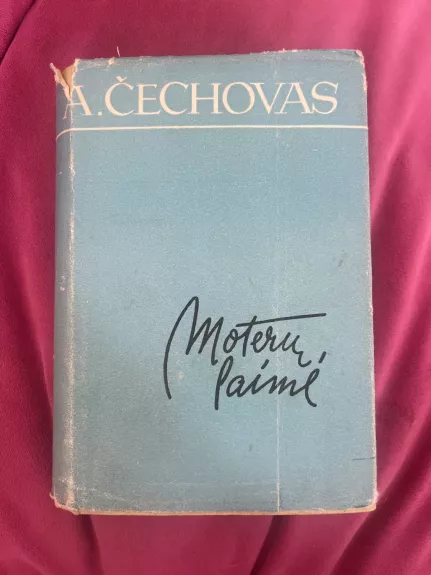 A. ČECHOVAS
Moterų
laimė